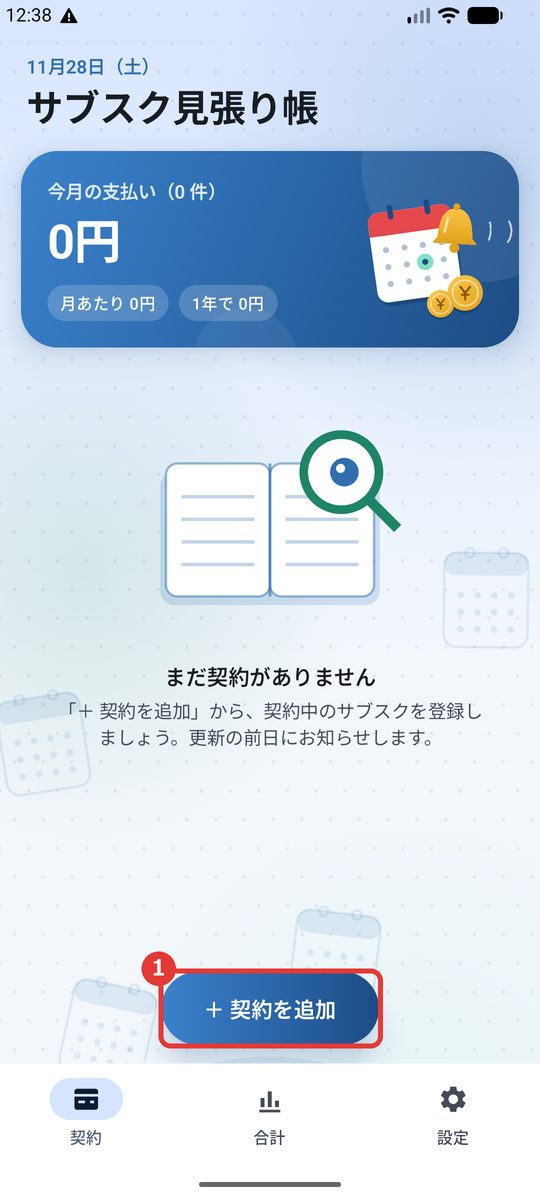 12:38
11月28日（土）
サブスク見張り帳
今月の支払い（0 件）
0円
月あたり 0円
1年で 0円
まだ契約がありません
「＋ 契約を追加」から、契約中のサブスクを登録し
ましょう。更新の前日にお知らせします。
1
＋ 契約を追加
契約
合計
設定